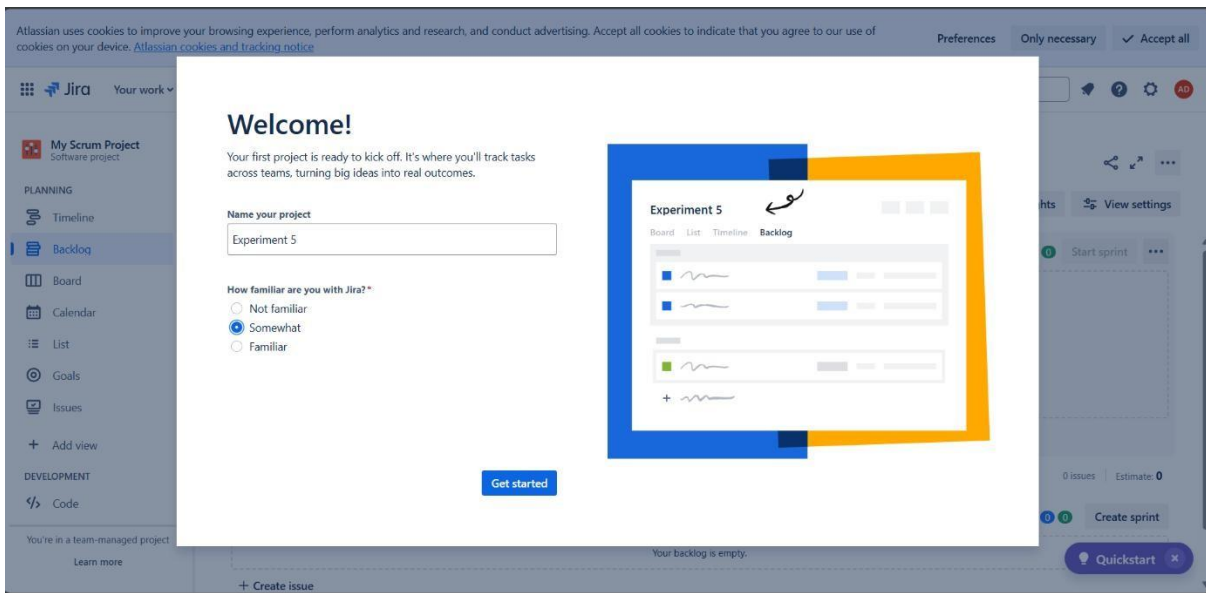 Atlassian uses cookies to improve your browsing experience, perform analytics and research, and conduct advertising. Accept all cookies to indicate that you agree to our use of
cookies on your device. Atlassian cookies and tracking notice
Preferences
Only necessary
Accept all
Jira
Your work
AD
My Scrum Project
Software project
PLANNING
Timeline
Backlog
Board
Calendar
List
Goals
Issues
+ Add view
DEVELOPMENT
Code
You're in a team-managed project
Learn more
Welcome!
Your first project is ready to kick off. It's where you'll track tasks
across teams, turning big ideas into real outcomes.
Name your project
Experiment 5
How familiar are you with Jira?*
Not familiar
Somewhat
Familiar
Get started
Experiment 5
Board List Timeline Backlog
View settings
0 Start sprint
0 issues Estimate: 0
0 0 Create sprint
Your backlog is empty.
Quickstart
+ Create issue